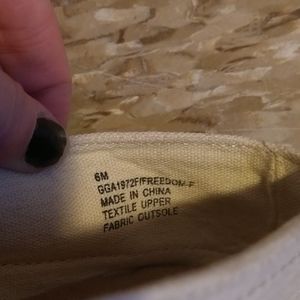 6M
GGA1972F/FREEDOM-F
MADE IN CHINA
TEXTILE UPPER
FABRIC OUTSOLE